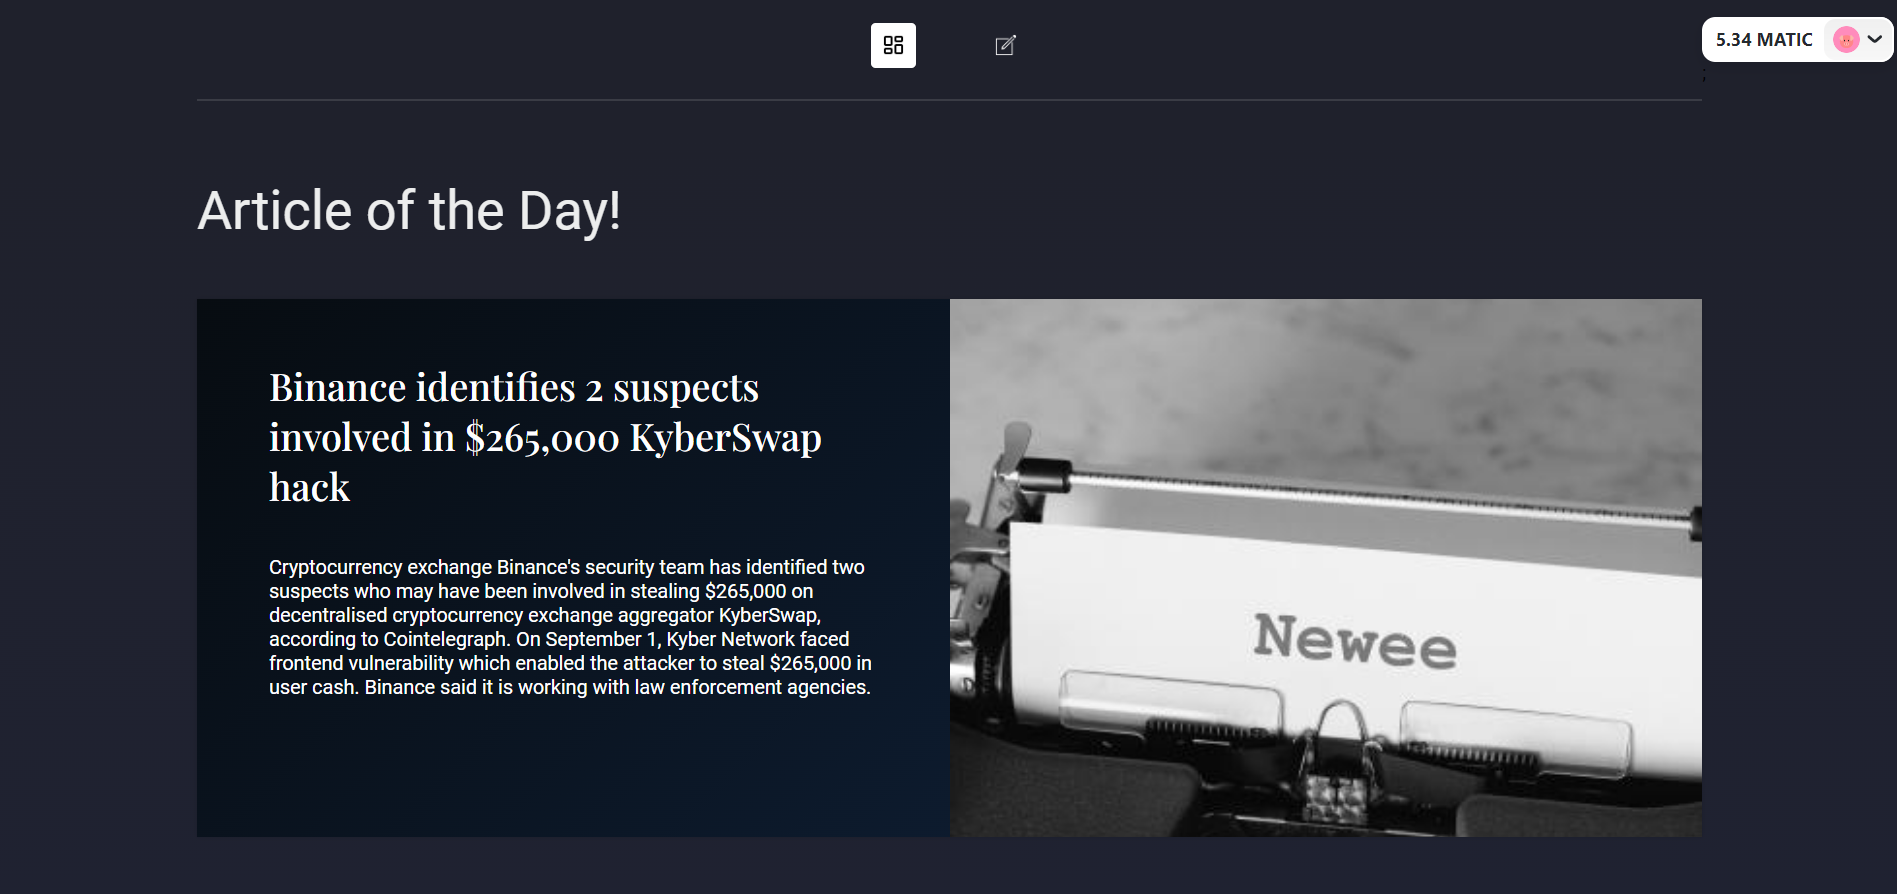 5.34 MATIC
;
Article of the Day!
Binance identifies 2 suspects
involved in $265,000 KyberSwap
hack
Cryptocurrency exchange Binance's security team has identified two
suspects who may have been involved in stealing $265,000 on
decentralised cryptocurrency exchange aggregator KyberSwap,
according to Cointelegraph. On September 1, Kyber Network faced
frontend vulnerability which enabled the attacker to steal $265,000 in
user cash. Binance said it is working with law enforcement agencies.
Newee